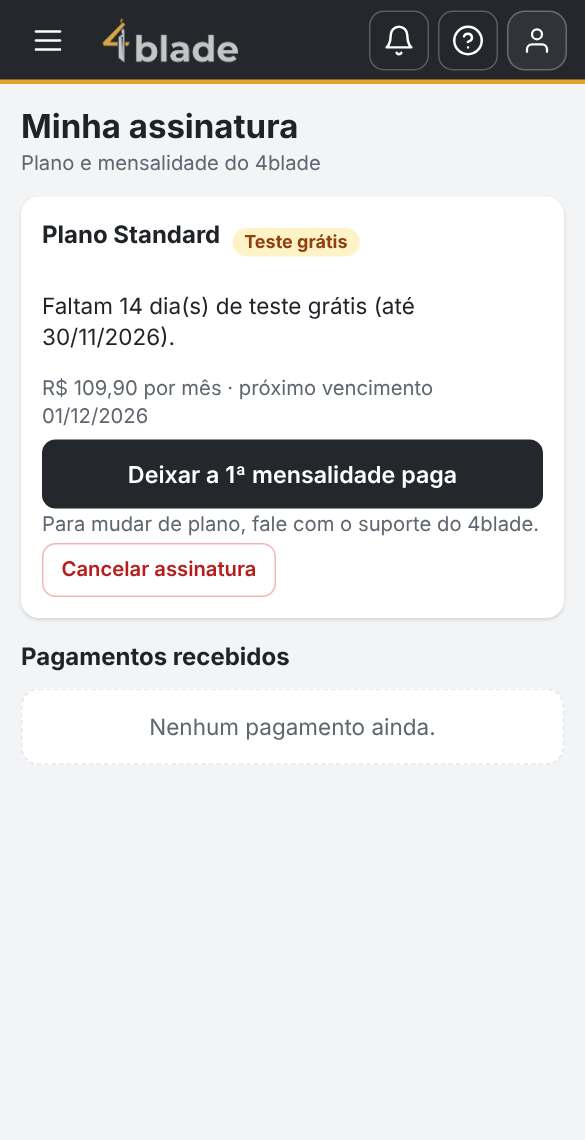 4blade
Minha assinatura
Plano e mensalidade do 4blade
Plano Standard Teste grátis
Faltam 14 dia(s) de teste grátis (até
30/11/2026).
R$ 109,90 por mês · próximo vencimento
01/12/2026
Deixar a 1ª mensalidade paga
Para mudar de plano, fale com o suporte do 4blade.
Cancelar assinatura
Pagamentos recebidos
Nenhum pagamento ainda.